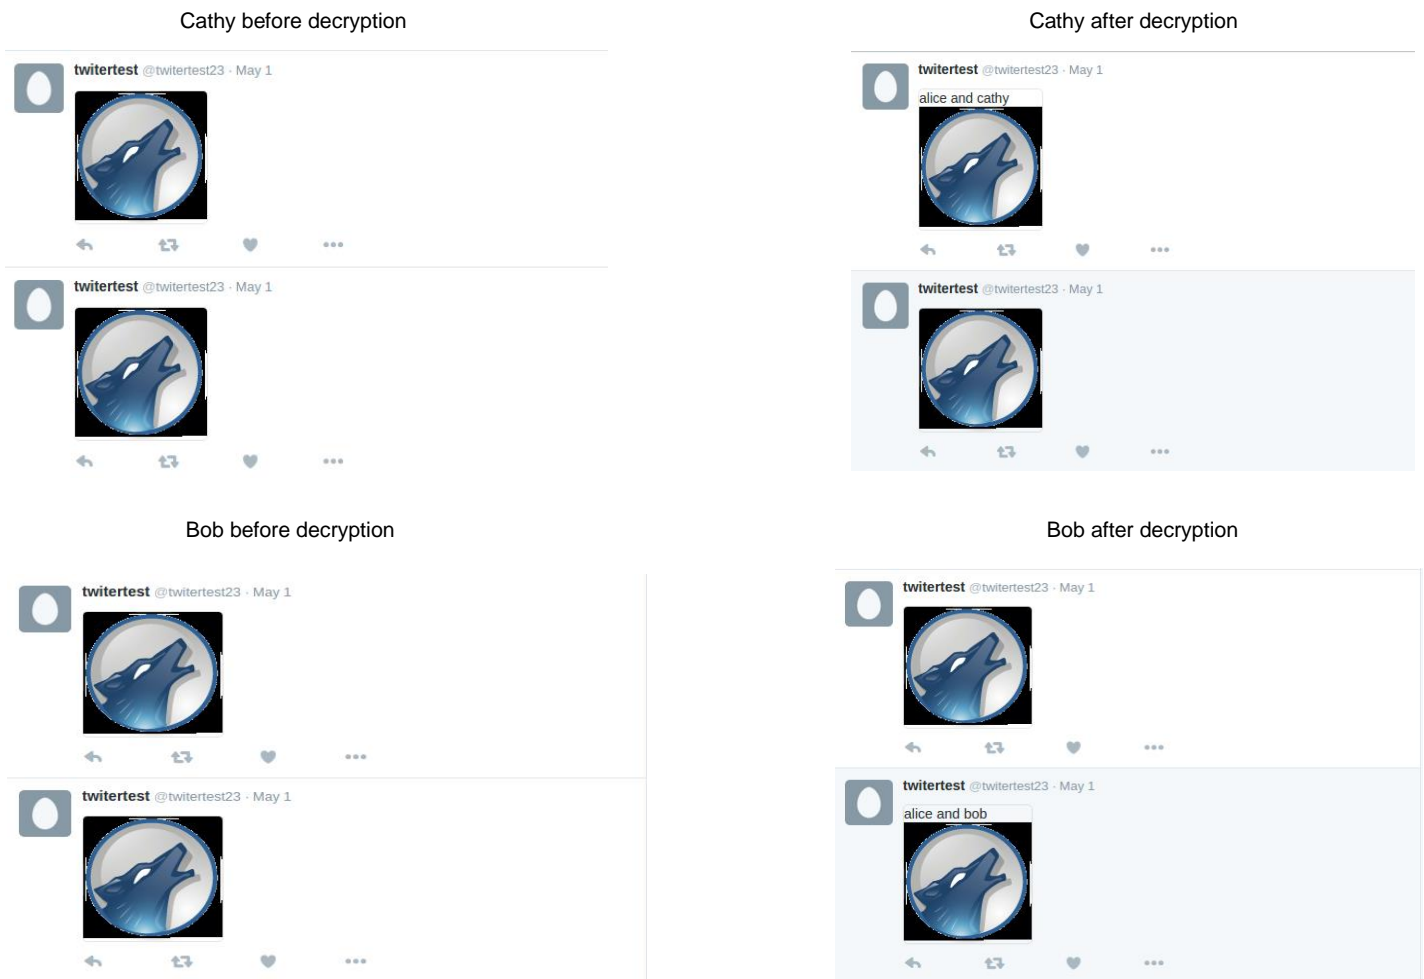 Cathy before decryption
twitertest @twitertest23 · May 1
twitertest @twitertest23 · May 1
Cathy after decryption
twitertest @twitertest23 · May 1
alice and cathy
twitertest @twitertest23 · May 1
Bob before decryption
twitertest @twitertest23 · May 1
twitertest @twitertest23 · May 1
Bob after decryption
twitertest @twitertest23 · May 1
twitertest @twitertest23 · May 1
alice and bob